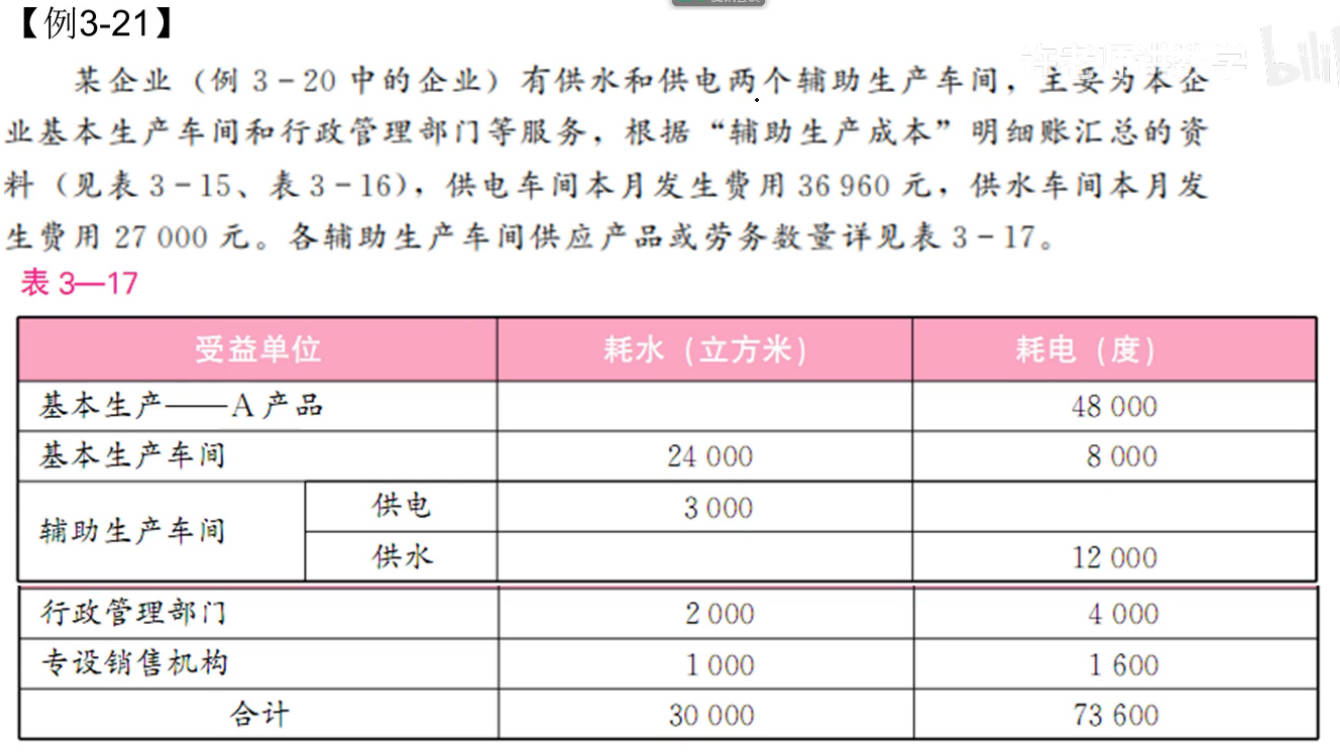 【例3-21】
某企业（例 3-20 中的企业）有供水和供电两个辅助生产车间，主要为本企
业基本生产车间和行政管理部门等服务，根据“辅助生产成本”明细账汇总的资
料（见表 3-15、表 3-16），供电车间本月发生费用 36 960 元，供水车间本月发
生费用 27 000 元。各辅助生产车间供应产品或劳务数量详见表 3-17。
表 3—17
受益单位 耗水（立方米） 耗电（度）
基本生产——A 产品 48 000
基本生产车间 24 000 8 000
辅助生产车间 供电 3 000
供水 12 000
行政管理部门 2 000 4 000
专设销售机构 1 000 1 600
合计 30 000 73 600